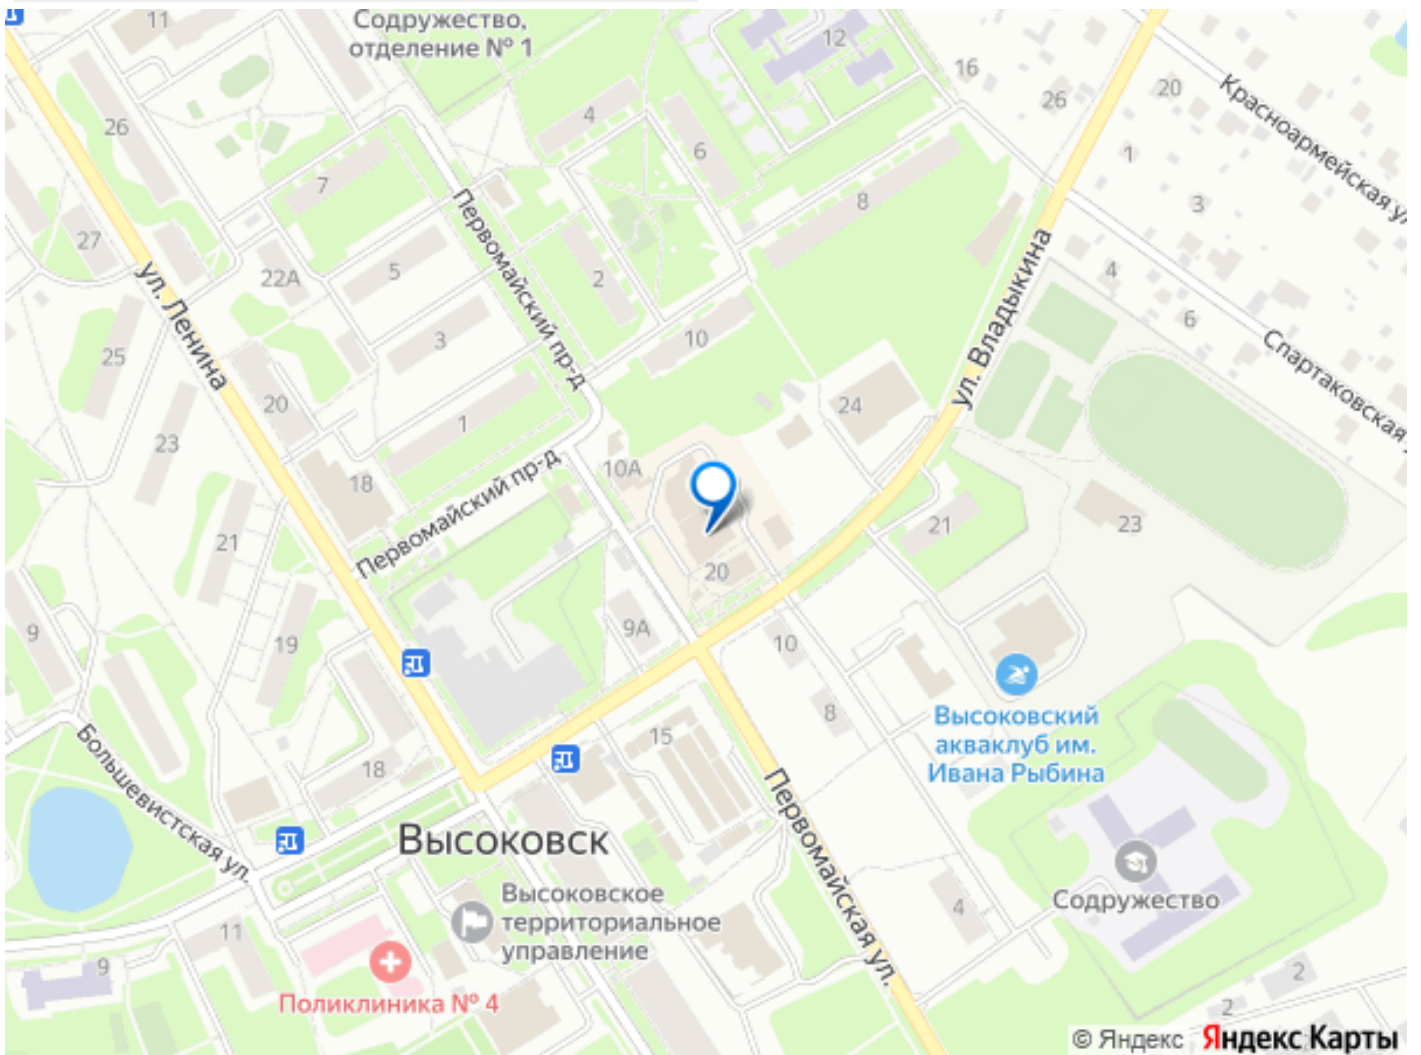 11
Содружество,
отделение № 1
12
16
26
20
Красноармейская ул.
4
6
26
1
7
8
3
Первомайский пр-д
27
22А
5
2
4
ул. Ленина
ул. Владыкина
6
25
3
10
Спартаковская ул.
20
1
24
23
18
10А
Первомайский пр-д
21
21
23
20
9
19
9А
10
8
15
Высоковский
акваклуб им.
Ивана Рыбина
18
Большевистская ул.
Первомайская ул.
Высоковск
Содружество
Высоковское
территориальное
управление
4
11
9
Поликлиника № 4
2
2
© Яндекс Яндекс Карты